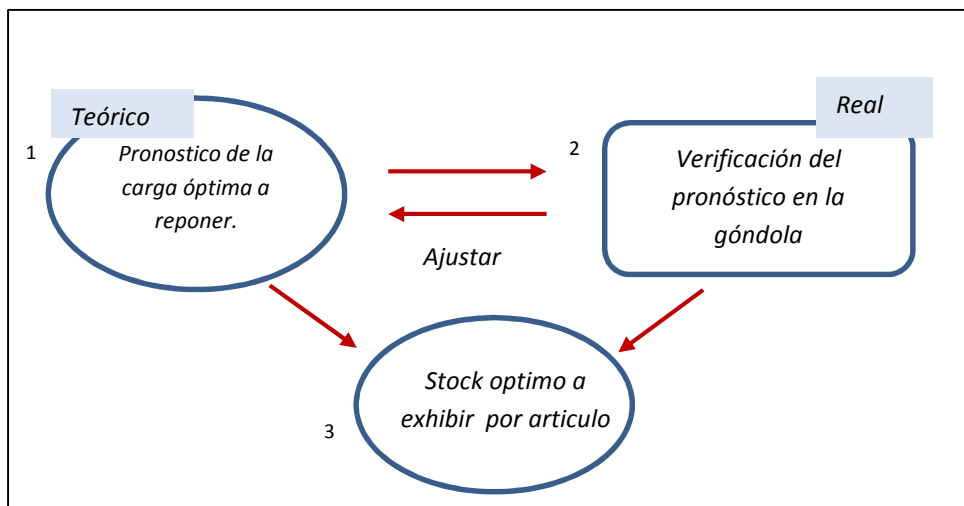 Teórico
1
Pronostico de la
carga óptima a
reponer.
Real
2
Verificación del
pronóstico en la
góndola
Ajustar
Stock optimo a
exhibir por articulo
3